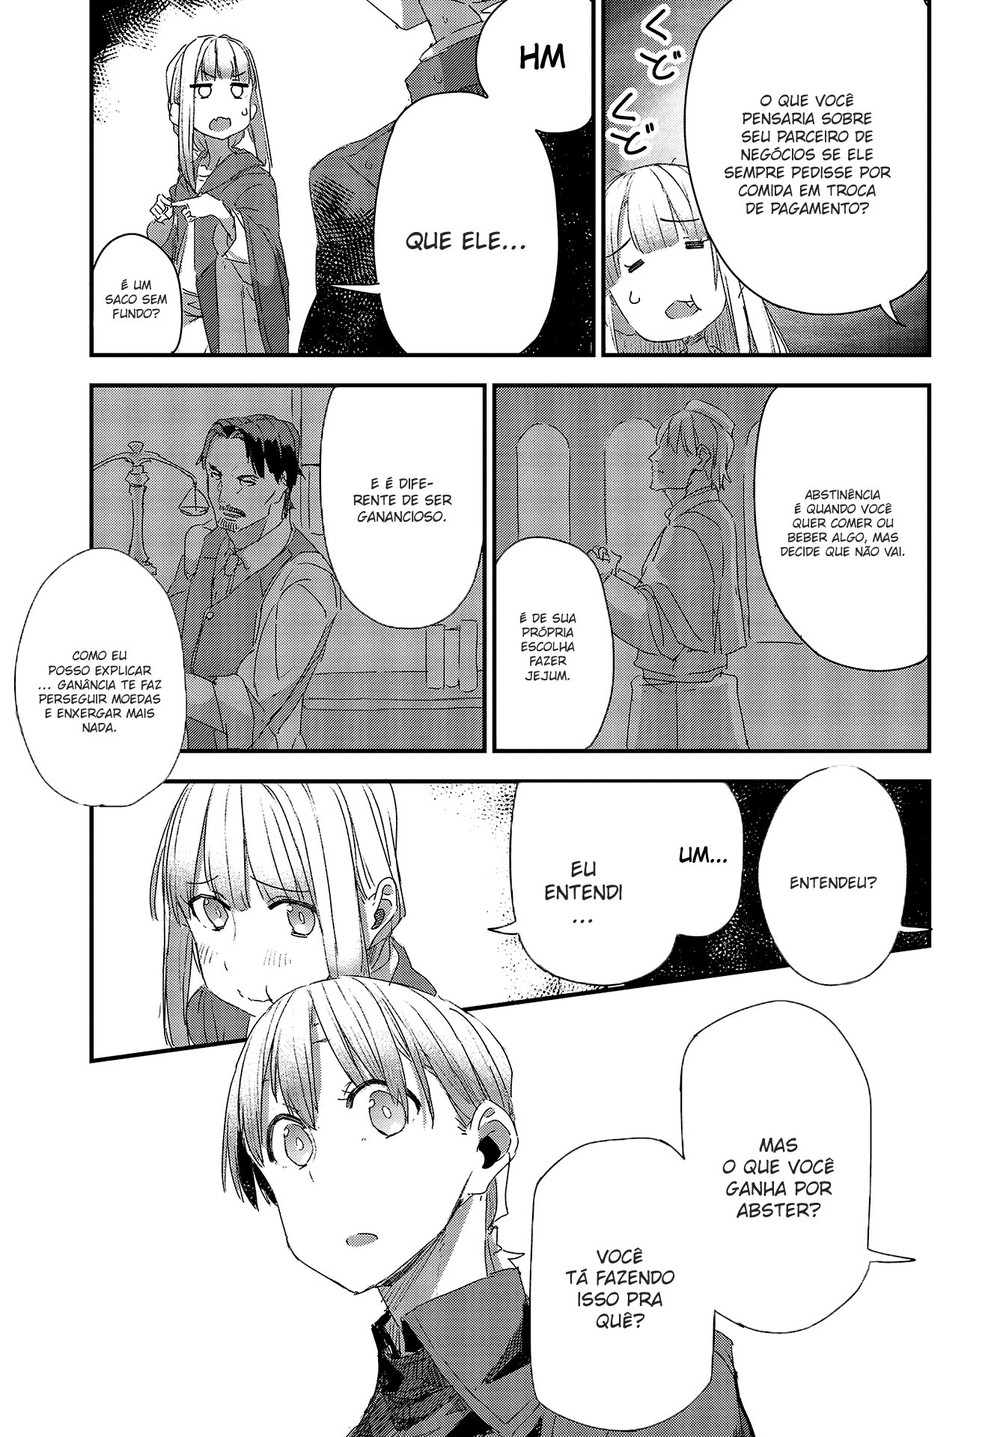 くどくど
O QUE VOCÊ
PENSARIA SOBRE
SEU PARCEIRO DE
NEGÓCIOS SE ELE
SEMPRE PEDISSE POR
COMIDA EM TROCA
DE PAGAMENTO?
HM
QUE ELE...
É UM
SACO SEM
FUNDO?
ABSTINÊNCIA
É QUANDO VOCÊ
QUER COMER OU
BEBER ALGO, MAS
DECIDE QUE NÃO VAI.
É DE SUA
PRÓPRIA
ESCOLHA
FAZER
JEJUM.
E É DIFE-
RENTE DE SER
GANANCIOSO.
COMO EU
POSSO EXPLICAR
... GANÂNCIA TE FAZ
PERSEGUIR MOEDAS
E ENXERGAR MAIS
NADA.
ENTENDEU?
UM...
EU
ENTENDI
...
MAS
O QUE VOCÊ
GANHA POR
ABSTER?
VOCÊ
TÁ FAZENDO
ISSO PRA
QUÊ?